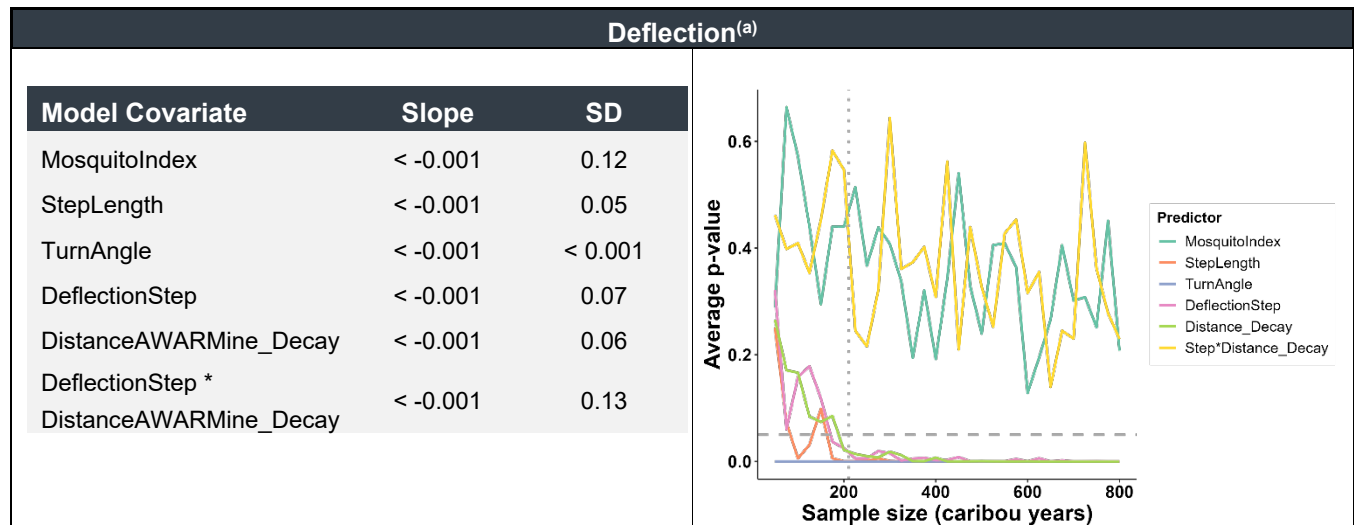 Deflection(a)
Model Covariate Slope SD
MosquitoIndex < -0.001 0.12
StepLength < -0.001 0.05
TurnAngle < -0.001 < 0.001
DeflectionStep < -0.001 0.07
DistanceAWARMine_Decay < -0.001 0.06
DeflectionStep *
DistanceAWARMine_Decay < -0.001 0.13
Average p-value
0.6
0.4
0.2
0.0
200 400 600 800
Sample size (caribou years)
Predictor
MosquitoIndex
StepLength
TurnAngle
DeflectionStep
Distance_Decay
Step*Distance_Decay